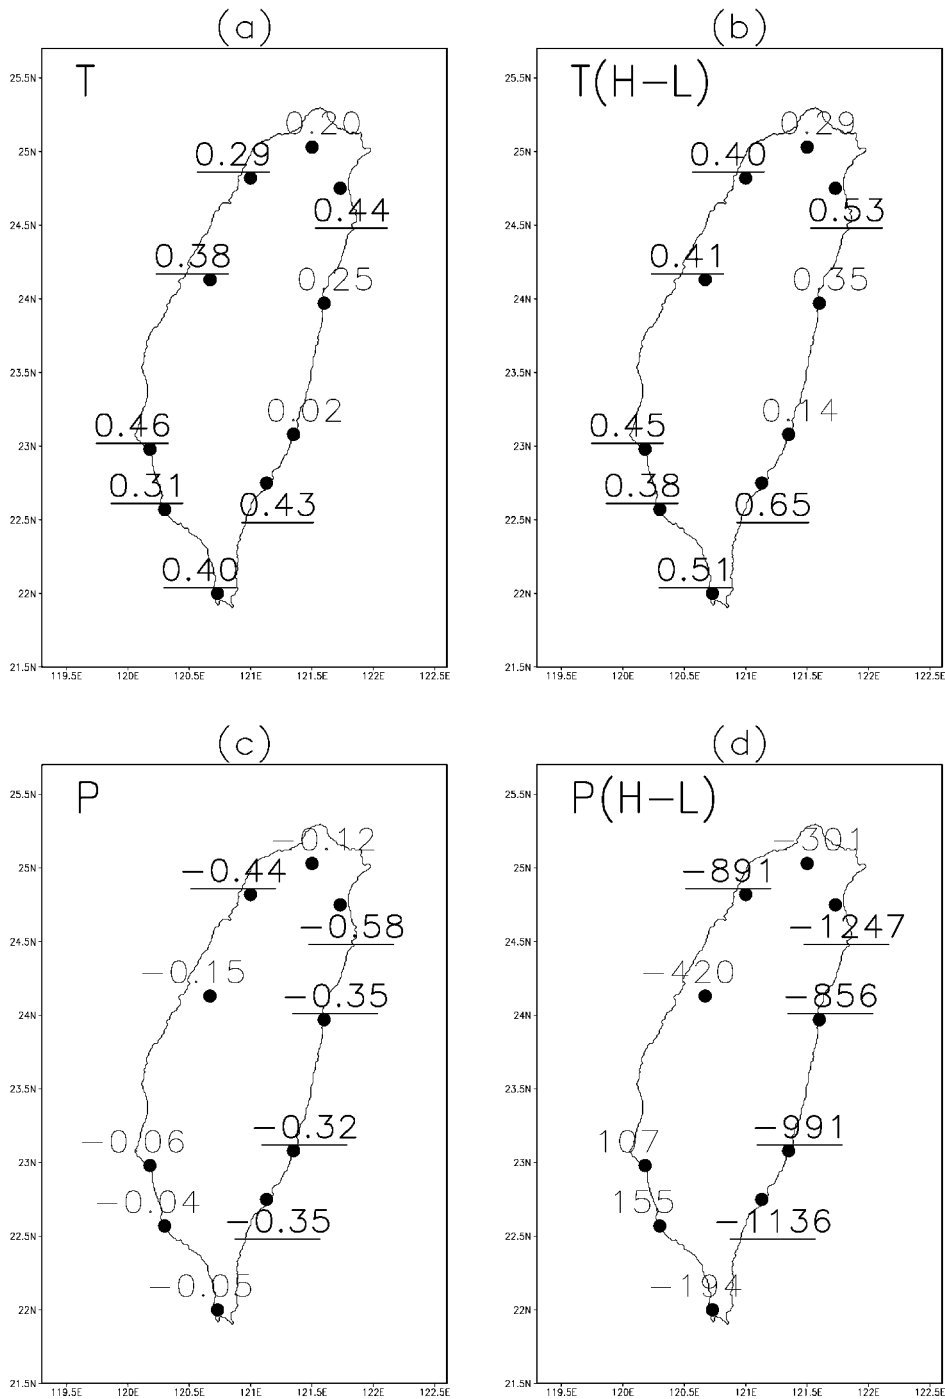 (a)
T
25.5N
25N
24.5N
24N
23.5N
23N
22.5N
22N
21.5N
0.20
0.29
0.44
0.38
0.25
0.02
0.46
0.31
0.43
0.40
119.5E 120E 120.5E 121E 121.5E 122E 122.5E
(b)
T(H−L)
25.5N
25N
24.5N
24N
23.5N
23N
22.5N
22N
21.5N
0.29
0.40
0.53
0.41
0.35
0.14
0.45
0.38
0.65
0.51
119.5E 120E 120.5E 121E 121.5E 122E 122.5E
(c)
P
25.5N
25N
24.5N
24N
23.5N
23N
22.5N
22N
21.5N
−0.12
−0.44
−0.58
−0.15
−0.35
−0.32
−0.06
−0.04
−0.35
−0.05
119.5E 120E 120.5E 121E 121.5E 122E 122.5E
(d)
P(H−L)
25.5N
25N
24.5N
24N
23.5N
23N
22.5N
22N
21.5N
−301
−891
−1247
−420
−856
−991
107
155
−1136
−194
119.5E 120E 120.5E 121E 121.5E 122E 122.5E